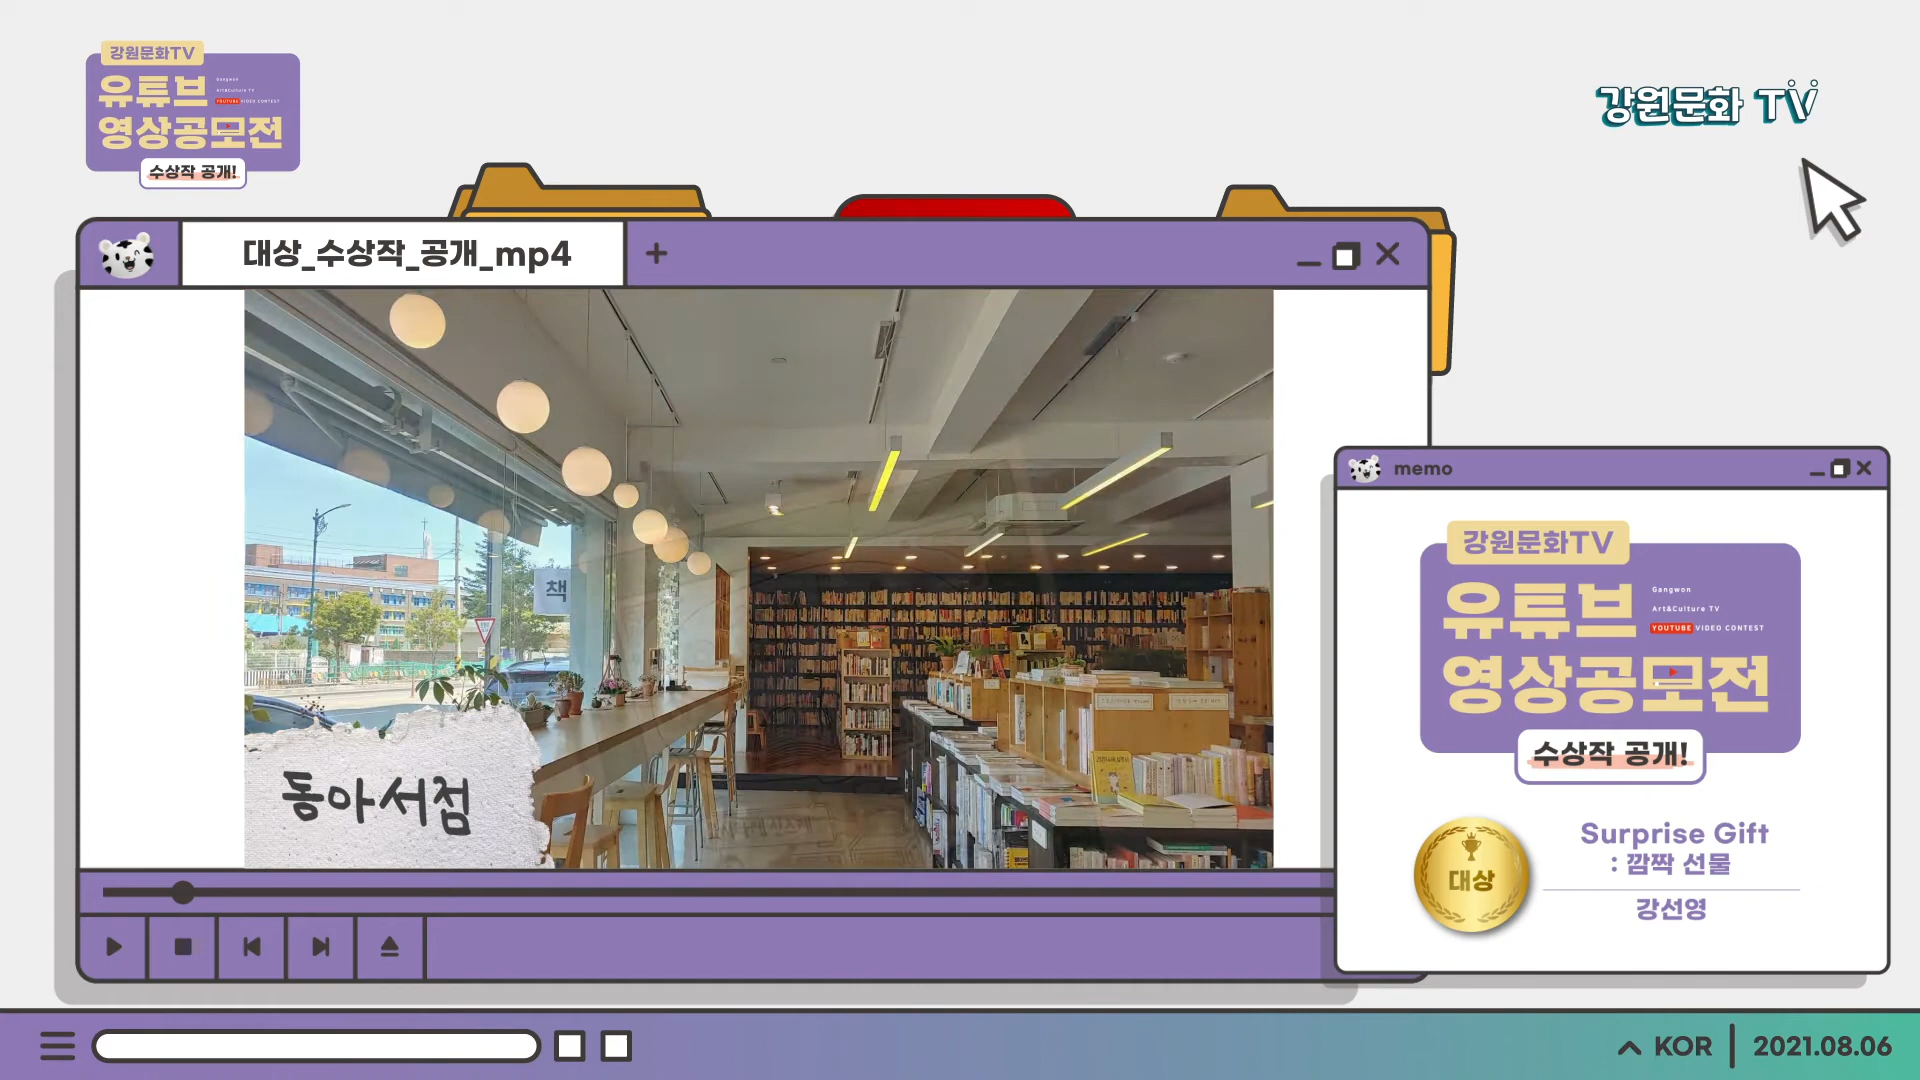 강원문화TV
유튜브
Gangwon
Art&Culture TV
YOUTUBE VIDEO CONTEST
영상공모전
수상작 공개!
강원문화 TV
대상_수상작_공개_mp4
책
동아서점
memo
강원문화TV
유튜브
Gangwon
Art&Culture TV
YOUTUBE VIDEO CONTEST
영상공모전
수상작 공개!
대상
Surprise Gift
: 깜짝 선물
강선영
KOR
2021.08.06